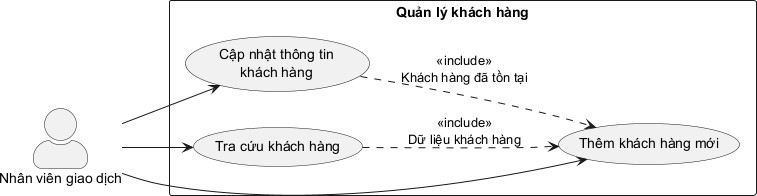 Quản lý khách hàng
Cập nhật thông tin
khách hàng
«include»
Khách hàng đã tồn tại
«include»
Dữ liệu khách hàng
Tra cứu khách hàng
Thêm khách hàng mới
Nhân viên giao dịch